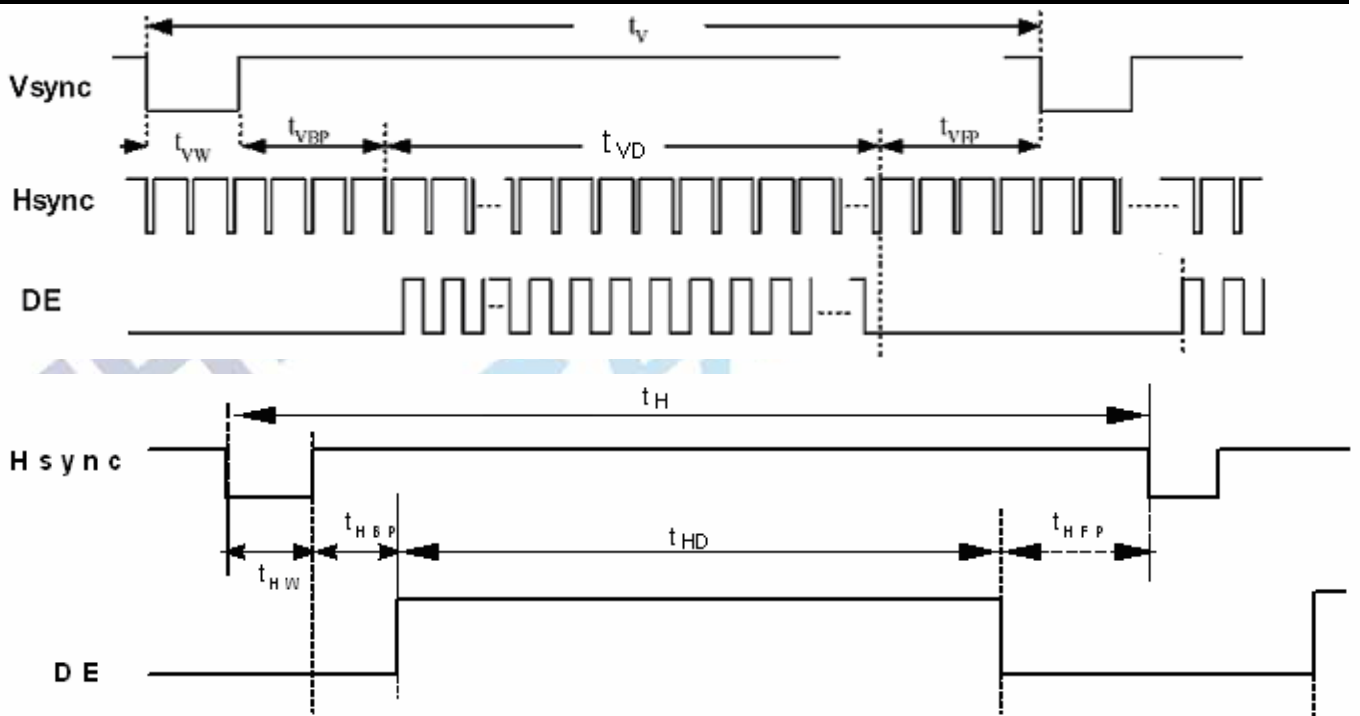 tV
Vsync
tVW tVBP tVD tVFP
Hsync
DE
tH
Hsync
tHBP tHD tHFP
tHW
DE